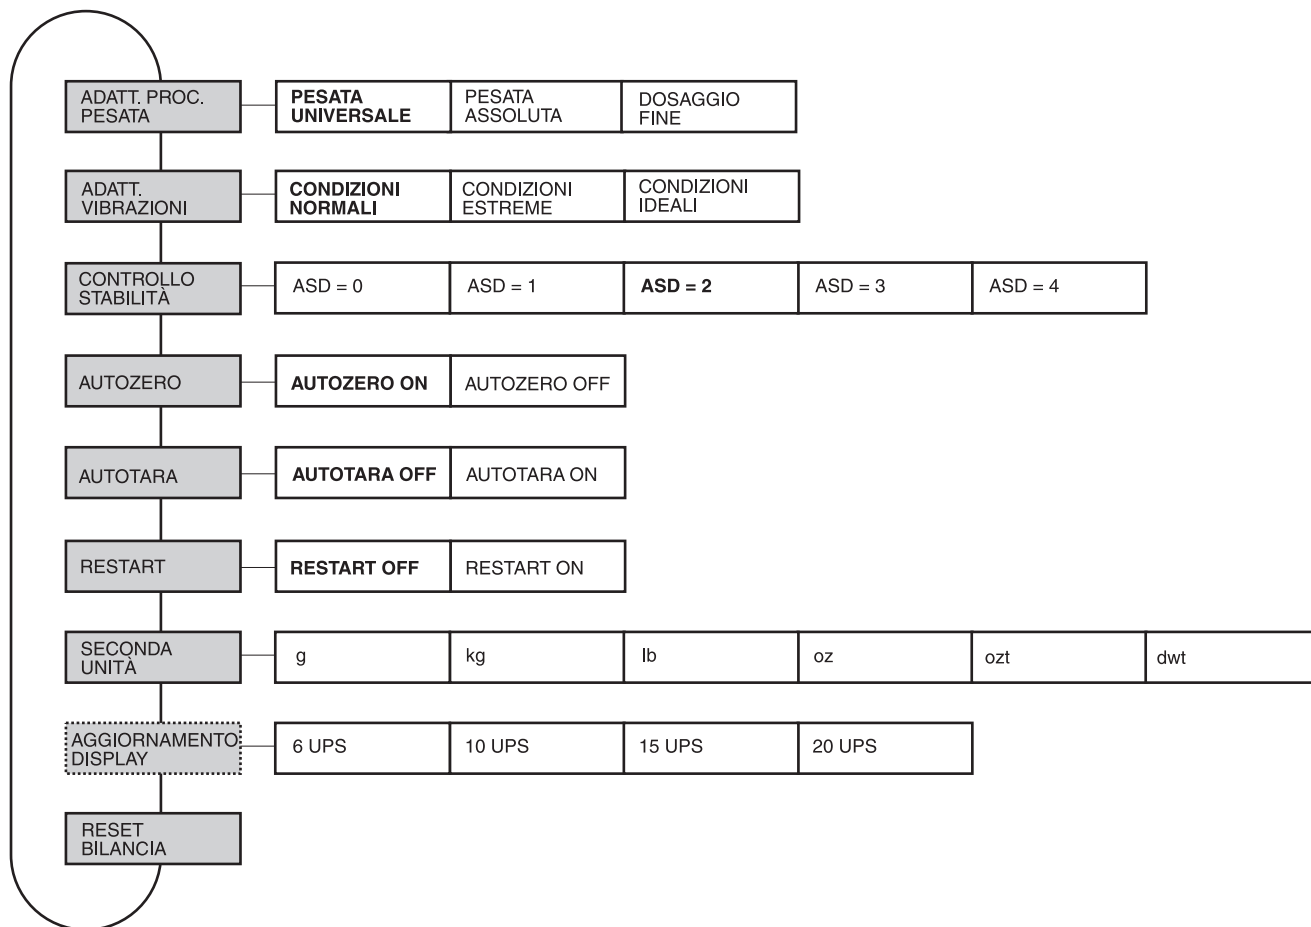 ADATT. PROC.
PESATA
PESATA
UNIVERSALE
PESATA
ASSOLUTA
DOSAGGIO
FINE
ADATT.
VIBRAZIONI
CONDIZIONI
NORMALI
CONDIZIONI
ESTREME
CONDIZIONI
IDEALI
CONTROLLO
STABILITÀ
ASD = 0
ASD = 1
ASD = 2
ASD = 3
ASD = 4
AUTOZERO
AUTOZERO ON
AUTOZERO OFF
AUTOTARA
AUTOTARA OFF
AUTOTARA ON
RESTART
RESTART OFF
RESTART ON
SECONDA
UNITÀ
g
kg
lb
oz
ozt
dwt
AGGIORNAMENTO
DISPLAY
6 UPS
10 UPS
15 UPS
20 UPS
RESET
BILANCIA